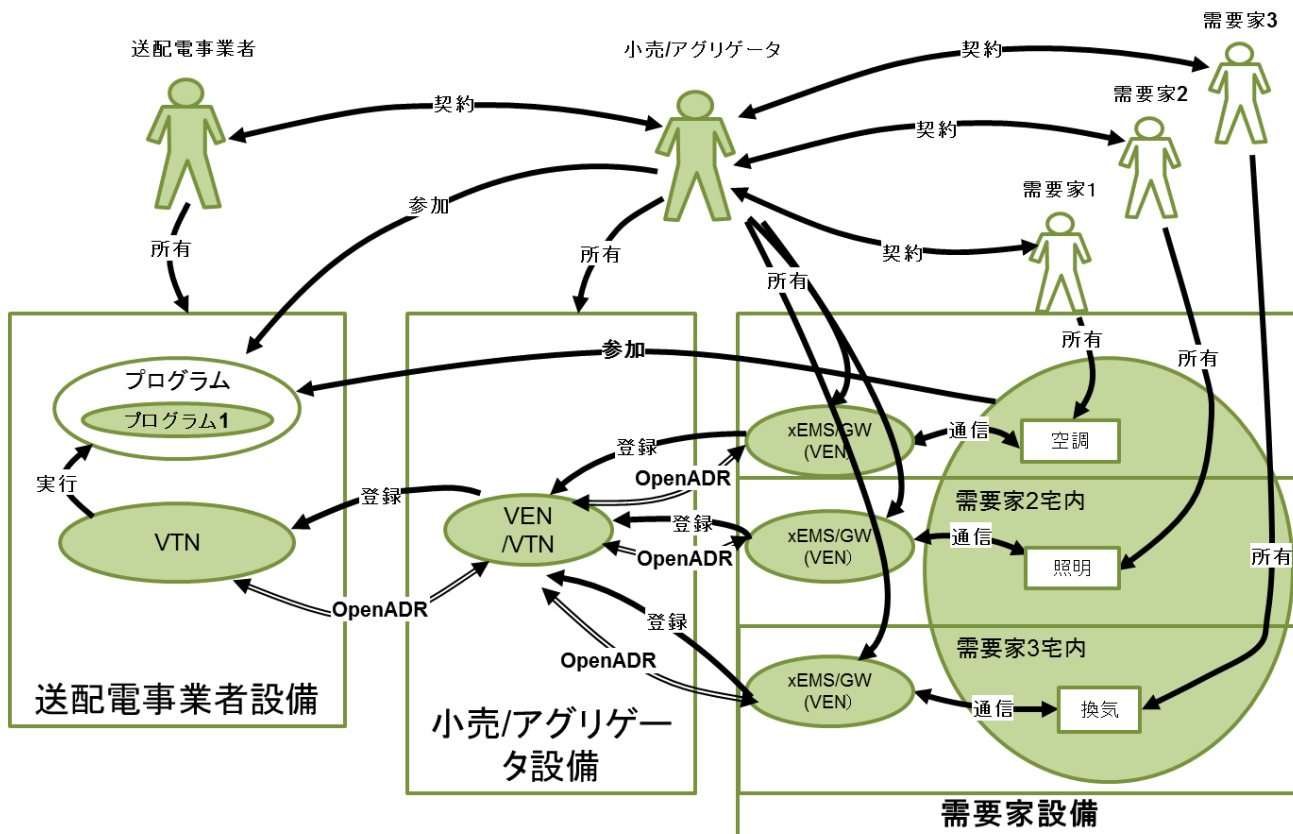 需要家3
送配電事業者
小売/アグリゲータ
契約
需要家2
契約
契約
需要家1
参加
契約
所有
所有
所有
所有
所有
参加
プログラム
プログラム1
登録
xEMS/GW
(VEN)
通信
空調
OpenADR
実行
登録
需要家2宅内
VTN
VEN
/VTN
登録
xEMS/GW
(VEN)
通信
照明
OpenADR
所有
OpenADR
登録
需要家3宅内
OpenADR
xEMS/GW
(VEN)
通信
換気
送配電事業者設備
小売/アグリゲー
タ設備
需要家設備